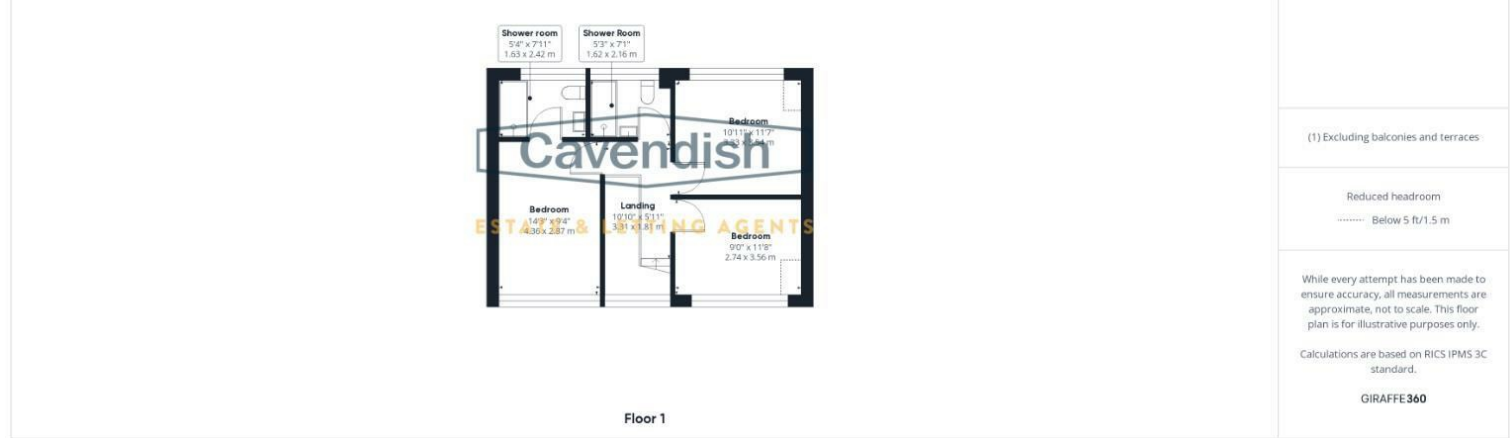 Shower room
5'4" x 7'11"
1.63 x 2.42 m
Shower Room
5'3" x 7'1"
1.62 x 2.16 m
Bedroom
10'11" x 11'7"
3.33 x 3.54 m
Cavendish
ESTATE & LETTING AGENTS
Bedroom
14'3" x 9'4"
4.36 x 2.87 m
Landing
10'10" x 5'11"
3.31 x 1.81 m
Bedroom
9'0" x 11'8"
2.74 x 3.56 m
Floor 1
(1) Excluding balconies and terraces
Reduced headroom
Below 5 ft/1.5 m
While every attempt has been made to
ensure accuracy, all measurements are
approximate, not to scale. This floor
plan is for illustrative purposes only.
Calculations are based on RICS IPMS 3C
standard.
GIRAFFE360